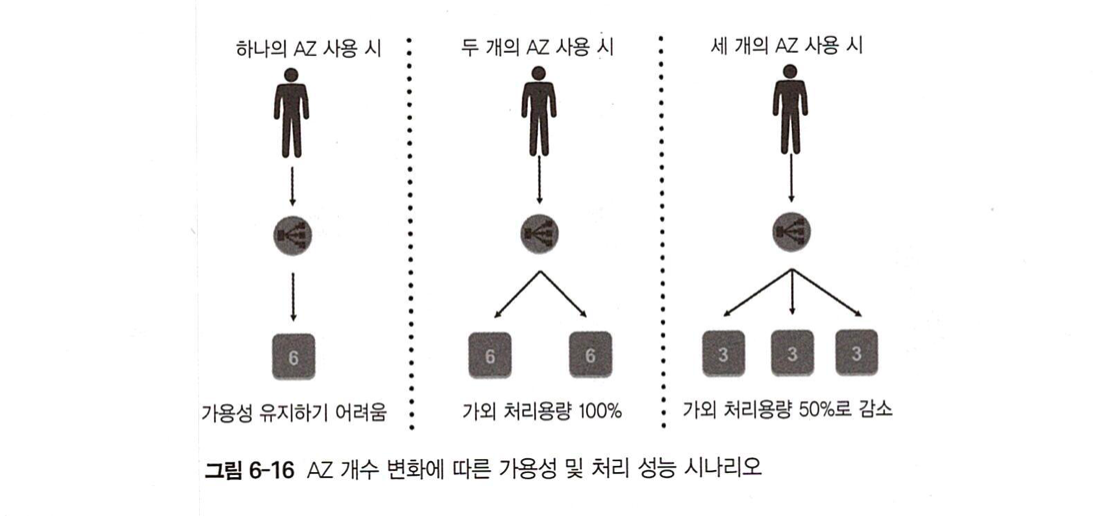 하나의 AZ 사용 시
두 개의 AZ 사용 시
세 개의 AZ 사용 시
6
6
6
3
3
3
가용성 유지하기 어려움
가외 처리용량 100%
가외 처리용량 50%로 감소
그림 6-16 AZ 개수 변화에 따른 가용성 및 처리 성능 시나리오